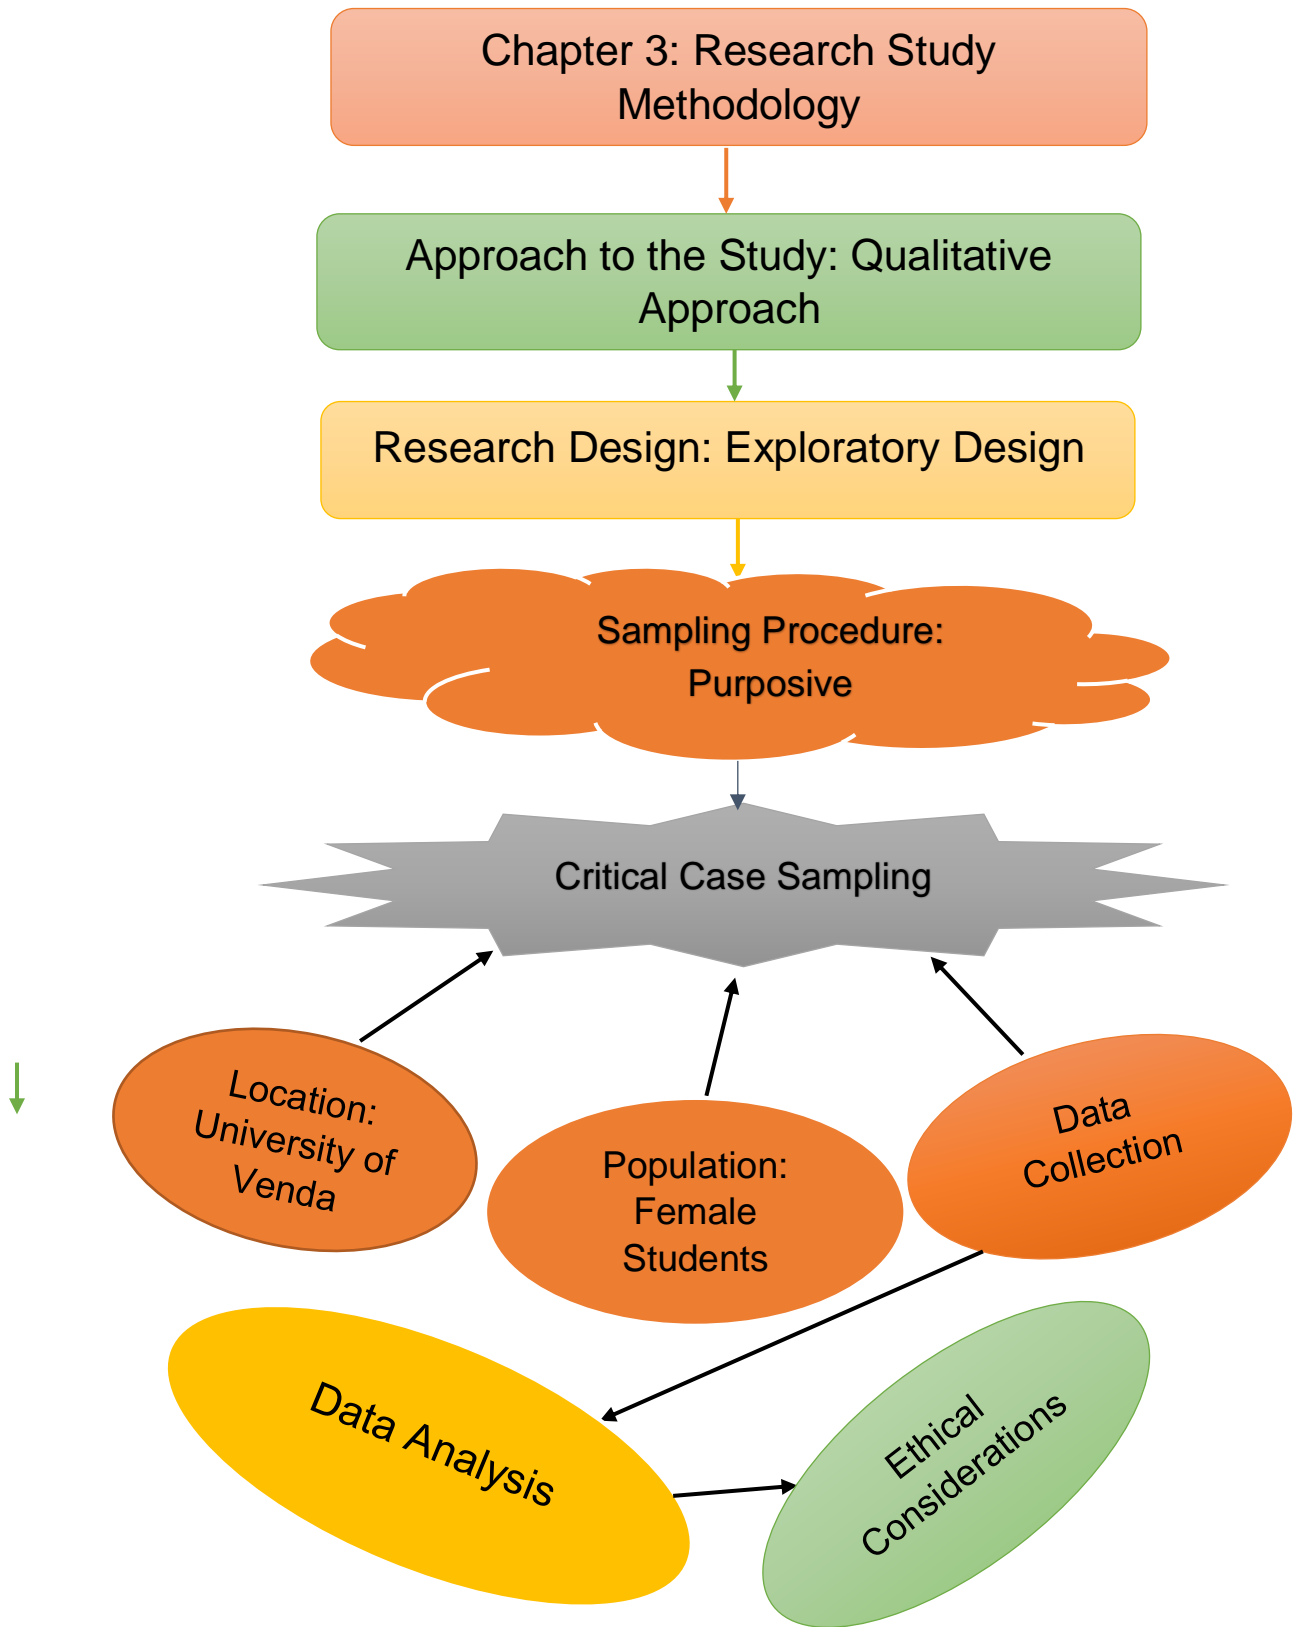 Chapter 3: Research Study
Methodology
Approach to the Study: Qualitative
Approach
Research Design: Exploratory Design
Sampling Procedure:
Purposive
Critical Case Sampling
Location:
University of
Venda
Population:
Female
Students
Data
Collection
Data Analysis
Ethical
Considerations